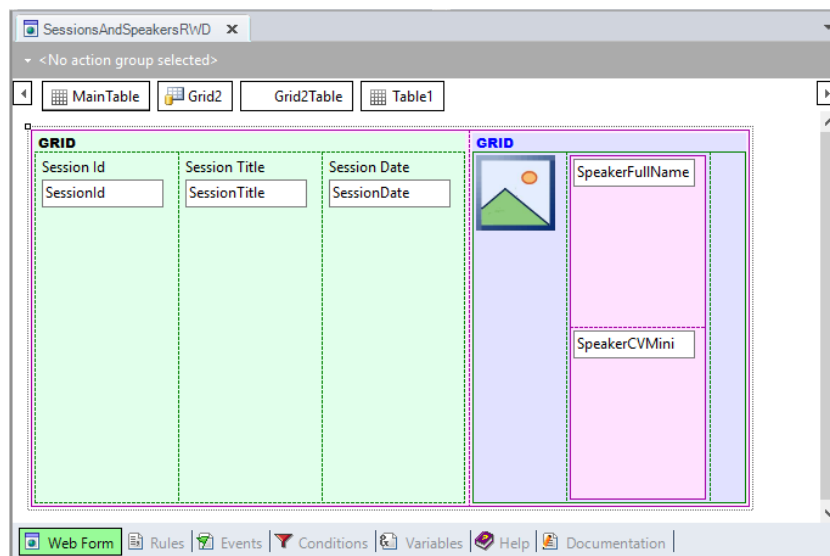 SessionsAndSpeakersRWD X
<No action group selected>
MainTable Grid2 Grid2Table Table1
GRID GRID
Session Id Session Title Session Date
SessionId SessionTitle SessionDate
SpeakerFullName
SpeakerCVMini
Web Form Rules Events Conditions Variables Help Documentation